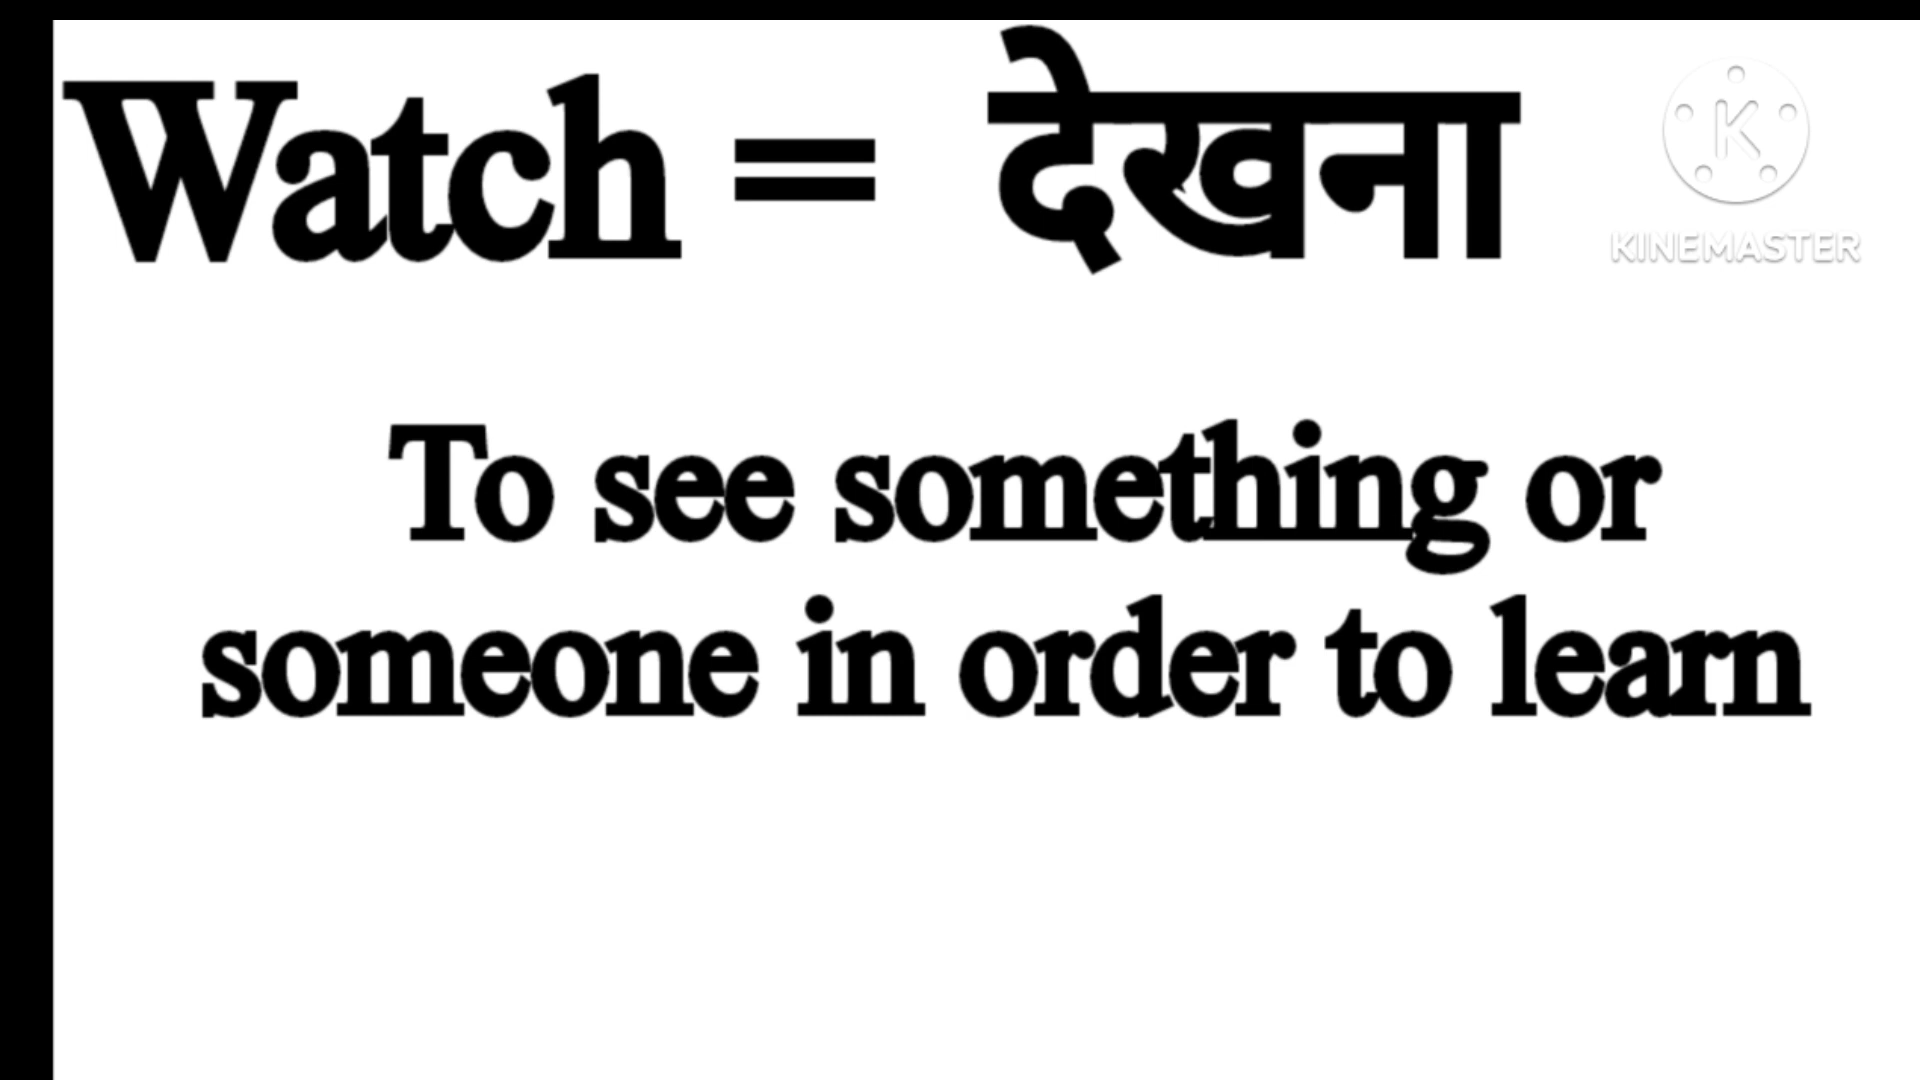 Watch = देखना
KINEMASTER
To see something or
someone in order to learn